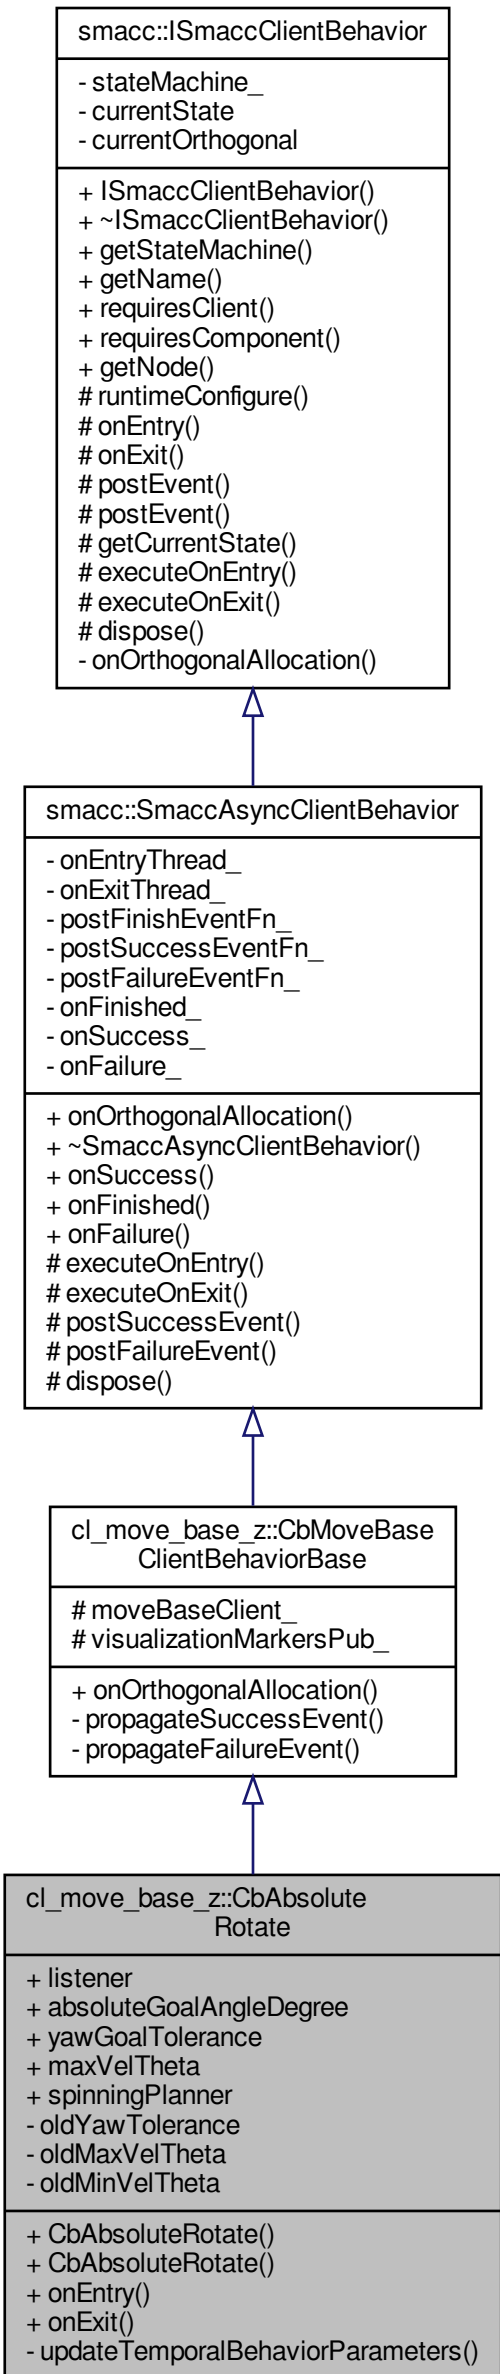 smacc::ISmaccClientBehavior
- stateMachine_
- currentState
- currentOrthogonal
+ ISmaccClientBehavior()
+ ~ISmaccClientBehavior()
+ getStateMachine()
+ getName()
+ requiresClient()
+ requiresComponent()
+ getNode()
# runtimeConfigure()
# onEntry()
# onExit()
# postEvent()
# postEvent()
# getCurrentState()
# executeOnEntry()
# executeOnExit()
# dispose()
- onOrthogonalAllocation()
smacc::SmaccAsyncClientBehavior
- onEntryThread_
- onExitThread_
- postFinishEventFn_
- postSuccessEventFn_
- postFailureEventFn_
- onFinished_
- onSuccess_
- onFailure_
+ onOrthogonalAllocation()
+ ~SmaccAsyncClientBehavior()
+ onSuccess()
+ onFinished()
+ onFailure()
# executeOnEntry()
# executeOnExit()
# postSuccessEvent()
# postFailureEvent()
# dispose()
cl_move_base_z::CbMoveBase
ClientBehaviorBase
# moveBaseClient_
# visualizationMarkersPub_
+ onOrthogonalAllocation()
- propagateSuccessEvent()
- propagateFailureEvent()
cl_move_base_z::CbAbsolute
Rotate
+ listener
+ absoluteGoalAngleDegree
+ yawGoalTolerance
+ maxVelTheta
+ spinningPlanner
- oldYawTolerance
- oldMaxVelTheta
- oldMinVelTheta
+ CbAbsoluteRotate()
+ CbAbsoluteRotate()
+ onEntry()
+ onExit()
- updateTemporalBehaviorParameters()